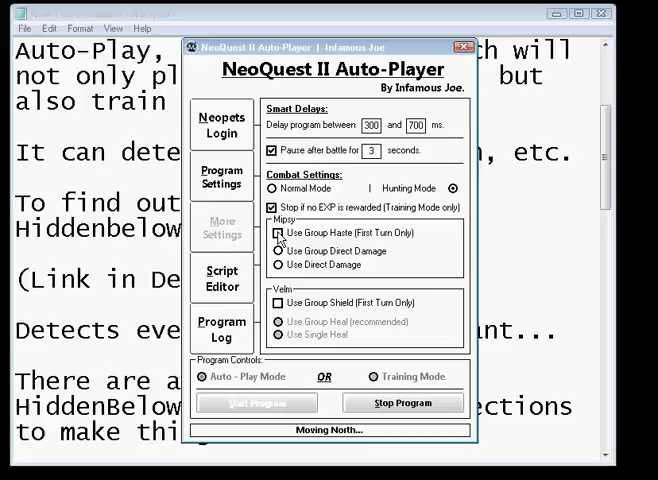 File Edit Format View Help
Auto-Play, ch will
not only pl but
also train
It can dete , etc.
To find out
Hiddenbelow
(Link in De
Detects eve nt...
There are a
HiddenBelow ections
to make thi
NeoQuest II Auto-Player | Infamous Joe
NeoQuest II Auto-Player
By Infamous Joe.
Neopets
Login
Program
Settings
More
Settings
Script
Editor
Program
Log
Smart Delays:
Delay program between 300 and 700 ms.
Pause after battle for 3 seconds.
Combat Settings:
Normal Mode | Hunting Mode
Stop if no EXP is rewarded (Training Mode only)
Mipsy
Use Group Haste (First Turn Only)
Use Group Direct Damage
Use Direct Damage
Velm
Use Group Shield (First Turn Only)
Use Group Heal (recommended)
Use Single Heal
Program Controls:
Auto - Play Mode OR Training Mode
Start Program Stop Program
Moving North...